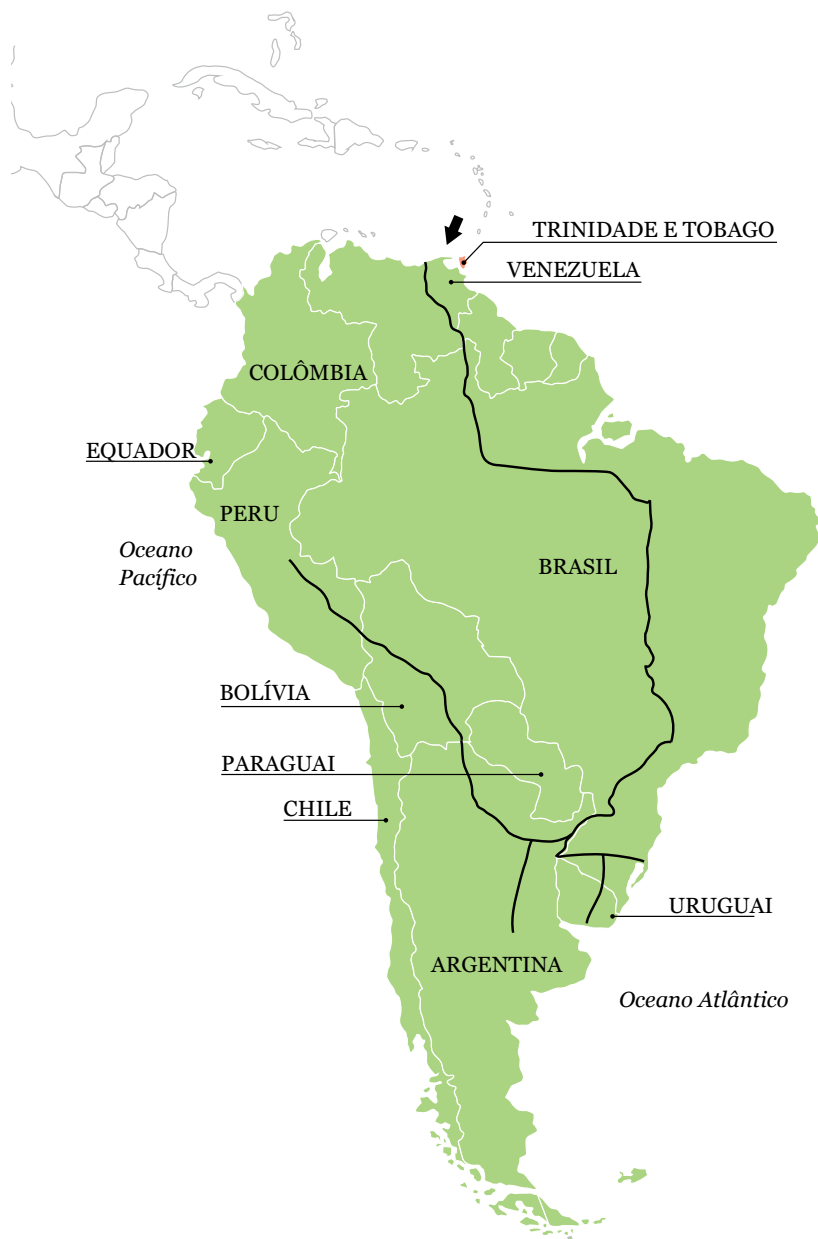 TRINIDADE E TOBAGO
VENEZUELA
COLÔMBIA
EQUADOR
PERU
Oceano
Pacífico
BRASIL
BOLÍVIA
PARAGUAI
CHILE
URUGUAI
ARGENTINA
Oceano Atlântico